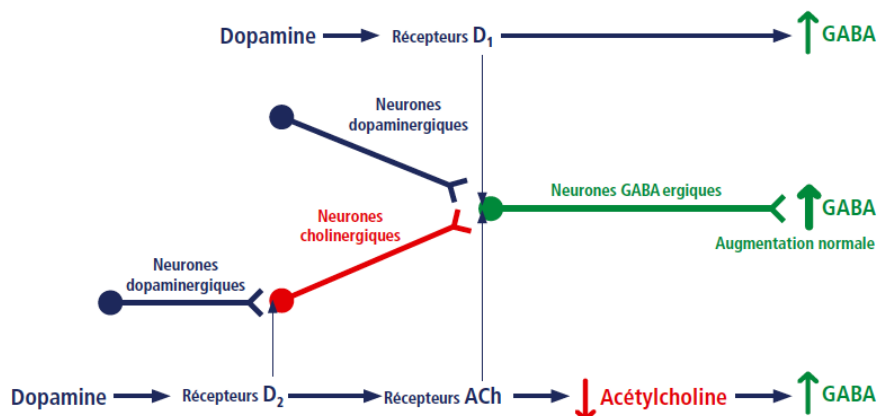 Dopamine Récepteurs D1 GABA
Neurones
dopaminergiques
Neurones GABA ergiques
GABA
Augmentation normale
Neurones
cholinergiques
Neurones
dopaminergiques
Dopamine Récepteurs D2 Récepteurs ACh Acétylcholine GABA